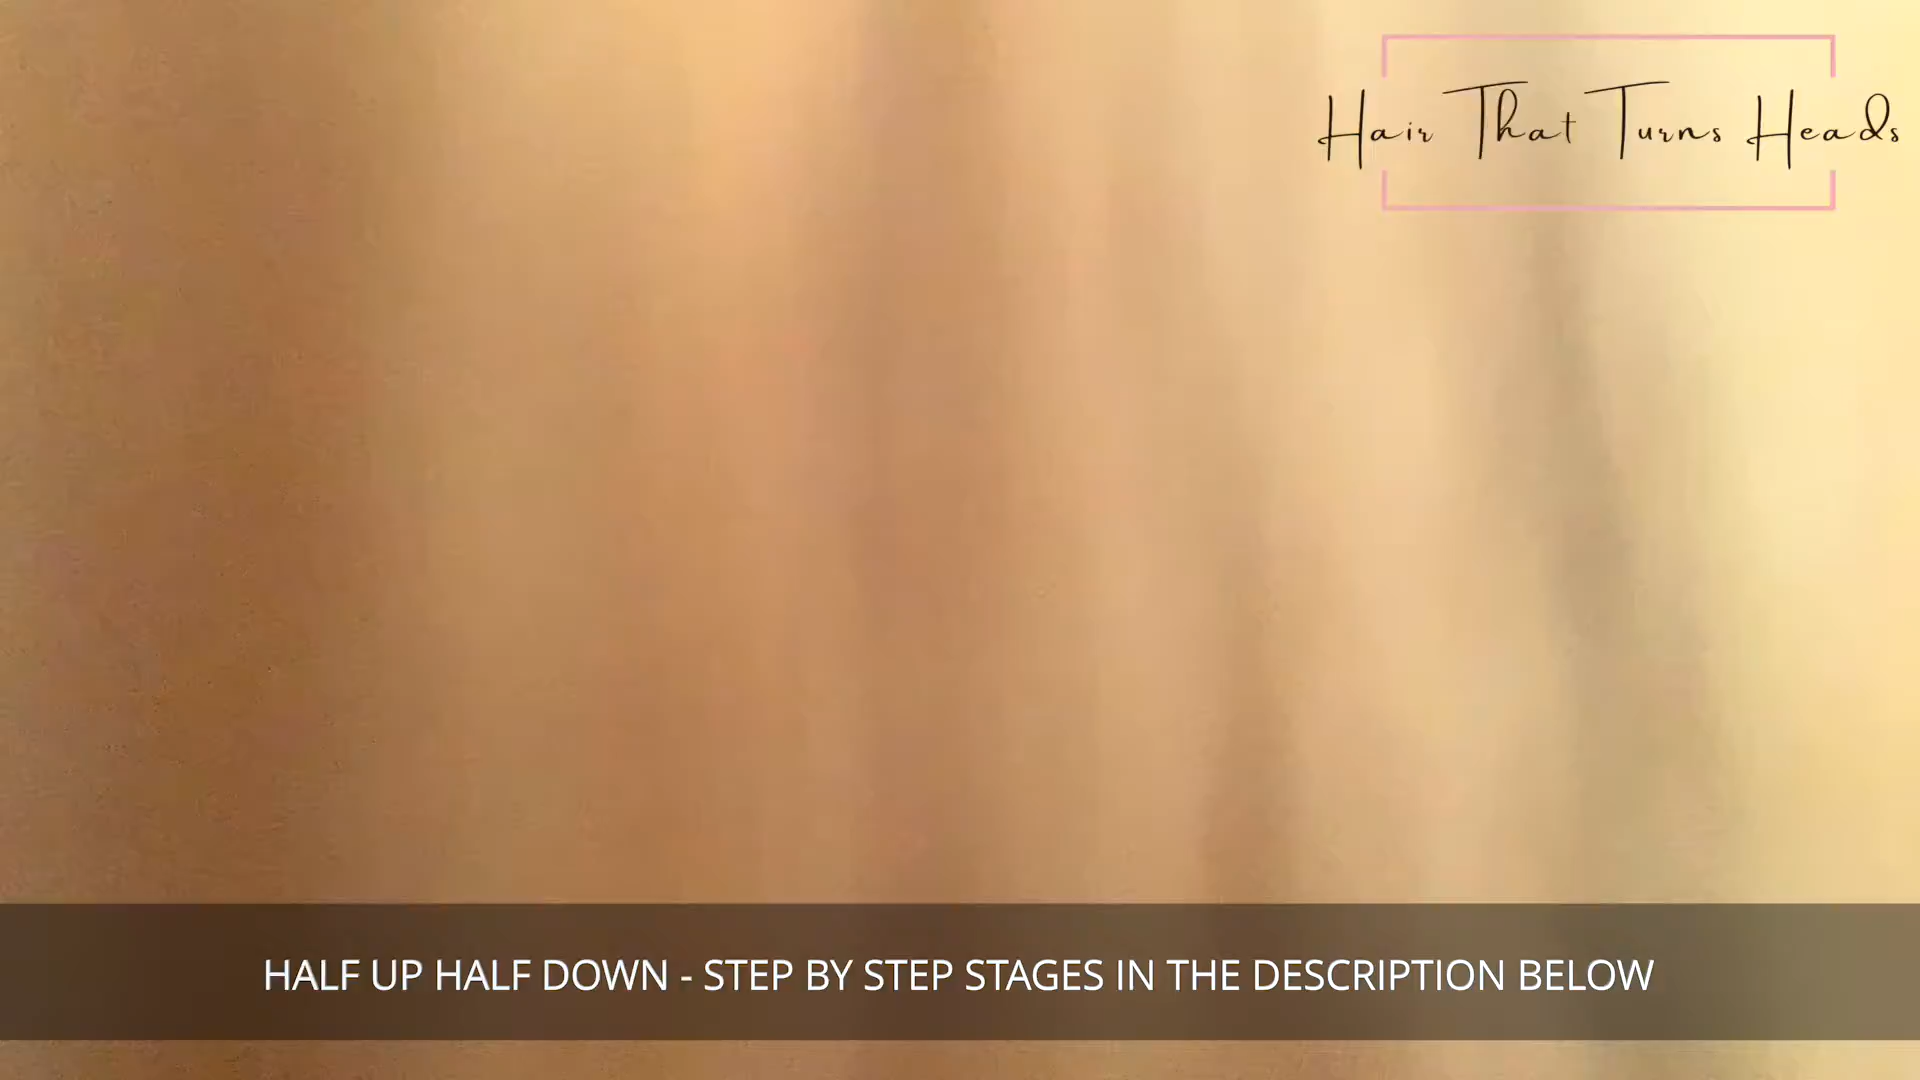 Hair That Turns Heads
HALF UP HALF DOWN - STEP BY STEP STAGES IN THE DESCRIPTION BELOW